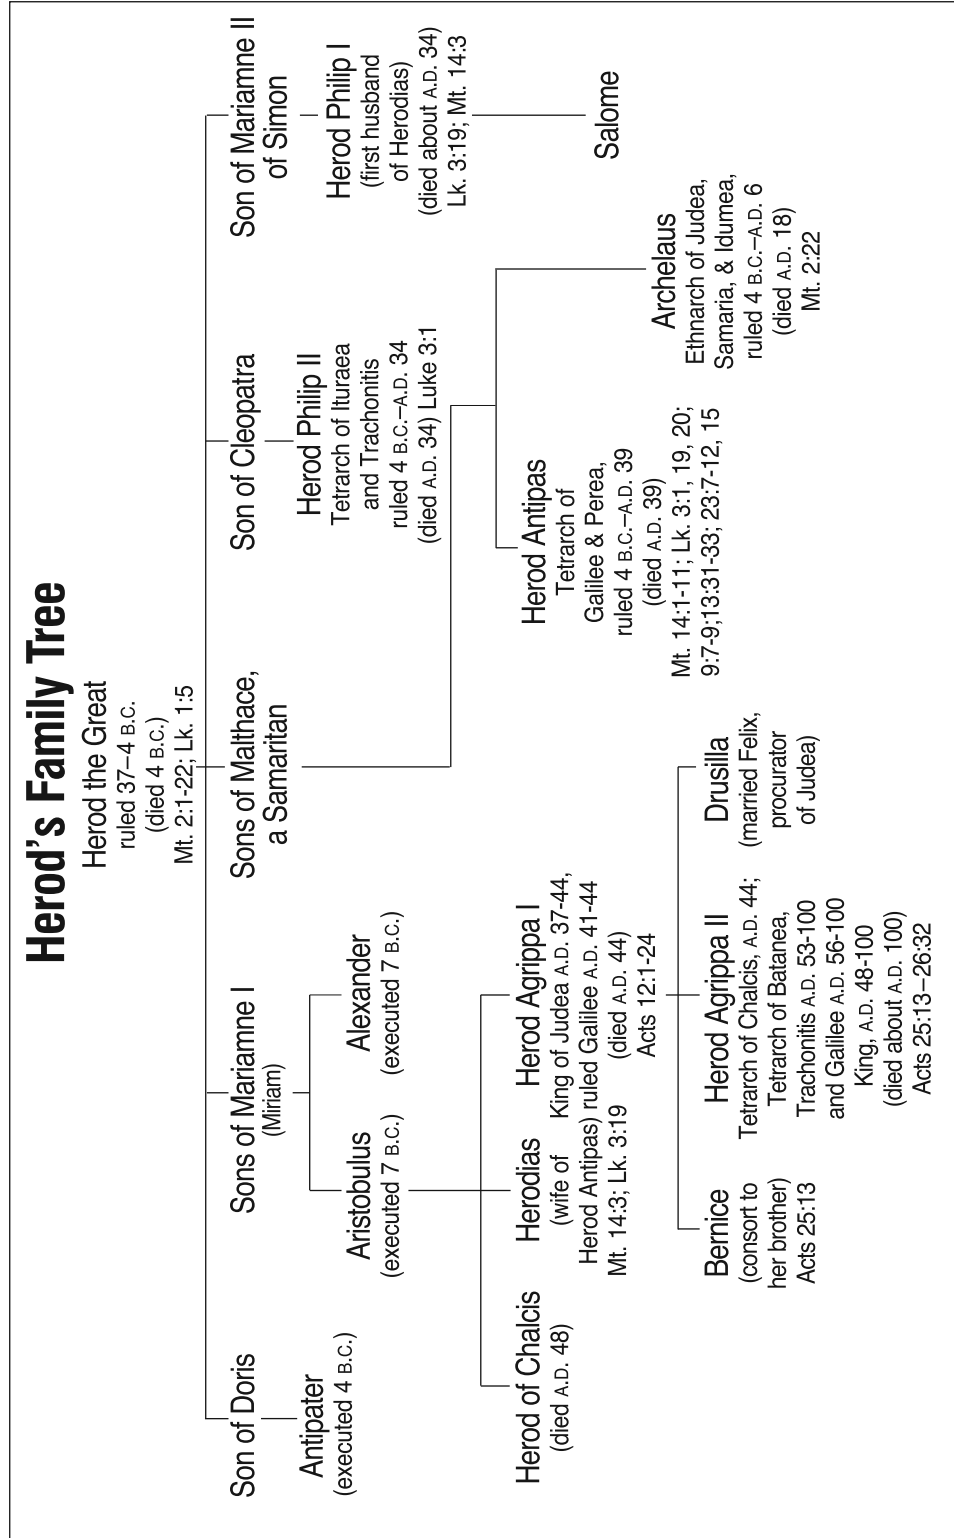 Herod's Family Tree
Herod the Great
ruled 37–4 B.C.
(died 4 B.C.)
Mt. 2:1-22; Lk. 1:5
Son of Doris
Antipater
(executed 4 B.C.)
Sons of Mariamne I
(Miriam)
Aristobulus
(executed 7 B.C.)
Alexander
(executed 7 B.C.)
Herod of Chalcis
(died A.D. 48)
Herodias
(wife of
Herod Antipas)
Mt. 14:3; Lk. 3:19
Herod Agrippa I
King of Judea A.D. 37-44,
ruled Galilee A.D. 41-44
(died A.D. 44)
Acts 12:1-24
Bernice
(consort to
her brother)
Acts 25:13
Herod Agrippa II
Tetrarch of Chalcis, A.D. 44;
Tetrarch of Batanea,
Trachonitis A.D. 53-100
and Galilee A.D. 56-100
King, A.D. 48-100
(died about A.D. 100)
Acts 25:13–26:32
Drusilla
(married Felix,
procurator
of Judea)
Sons of Malthace,
a Samaritan
Herod Antipas
Tetrarch of
Galilee & Perea,
ruled 4 B.C.–A.D. 39
(died A.D. 39)
Mt. 14:1-11; Lk. 3:1, 19, 20;
9:7-9;13:31-33; 23:7-12, 15
Archelaus
Ethnarch of Judea,
Samaria, & Idumea,
ruled 4 B.C.–A.D. 6
(died A.D. 18)
Mt. 2:22
Son of Cleopatra
Herod Philip II
Tetrarch of Ituraea
and Trachonitis
ruled 4 B.C.–A.D. 34
(died A.D. 34) Luke 3:1
Son of Mariamne II
of Simon
Herod Philip I
(first husband
of Herodias)
(died about A.D. 34)
Lk. 3:19; Mt. 14:3
Salome